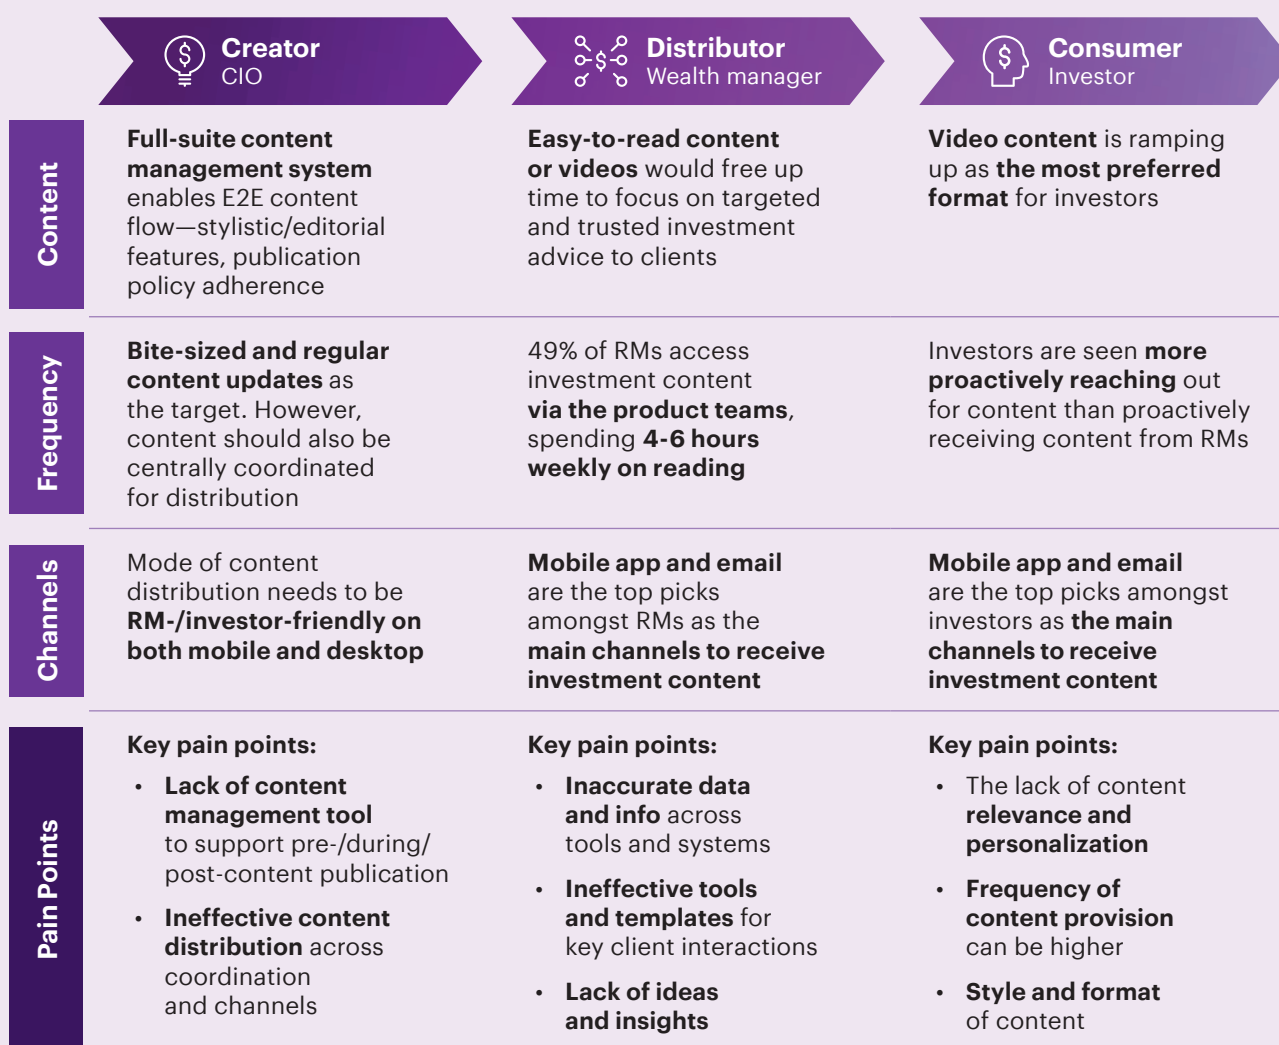 Creator
CIO
Distributor
Wealth manager
Consumer
Investor
Content
Full-suite content
management system
enables E2E content
flow—stylistic/editorial
features, publication
policy adherence
Easy-to-read content
or videos would free up
time to focus on targeted
and trusted investment
advice to clients
Video content is ramping
up as the most preferred
format for investors
Frequency
Bite-sized and regular
content updates as
the target. However,
content should also be
centrally coordinated
for distribution
49% of RMs access
investment content
via the product teams,
spending 4-6 hours
weekly on reading
Investors are seen more
proactively reaching out
for content than proactively
receiving content from RMs
Channels
Mode of content
distribution needs to be
RM-/investor-friendly on
both mobile and desktop
Mobile app and email
are the top picks
amongst RMs as the
main channels to receive
investment content
Mobile app and email
are the top picks amongst
investors as the main
channels to receive
investment content
Pain Points
Key pain points:
• Lack of content
management tool
to support pre-/during/
post-content publication
• Ineffective content
distribution across
coordination
and channels
Key pain points:
• Inaccurate data
and info across
tools and systems
• Ineffective tools
and templates for
key client interactions
• Lack of ideas
and insights
Key pain points:
• The lack of content
relevance and
personalization
• Frequency of
content provision
can be higher
• Style and format
of content